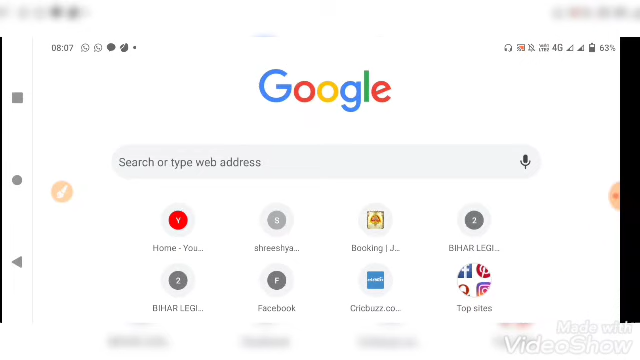 08:07
4G
63%
Google
Search or type web address
Y
S
2
Home - You...
shreeshya...
Booking | J...
BIHAR LEGI...
2
F
cricbuzz
BIHAR LEGI...
Facebook
Cricbuzz.co...
Top sites
Made with
VideoShow